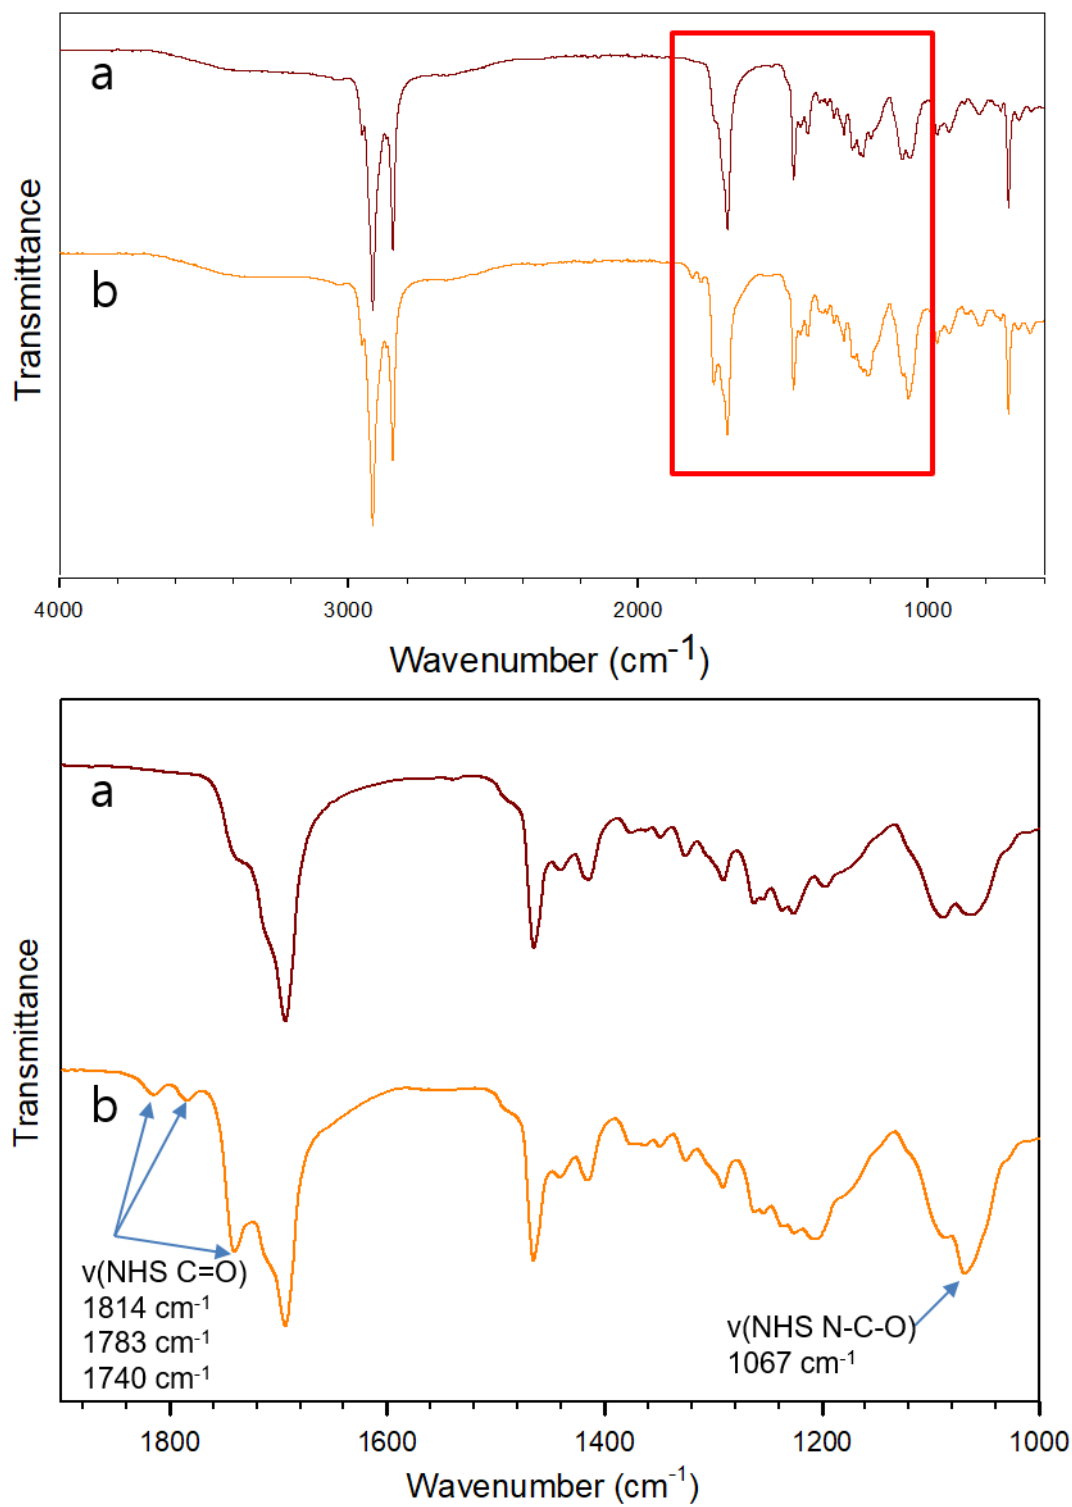 a
b
Transmittance
4000 3000 2000 1000
Wavenumber (cm⁻¹)
a
b
Transmittance
v(NHS C=O)
1814 cm⁻¹
1783 cm⁻¹
1740 cm⁻¹
v(NHS N-C-O)
1067 cm⁻¹
1800 1600 1400 1200 1000
Wavenumber (cm⁻¹)